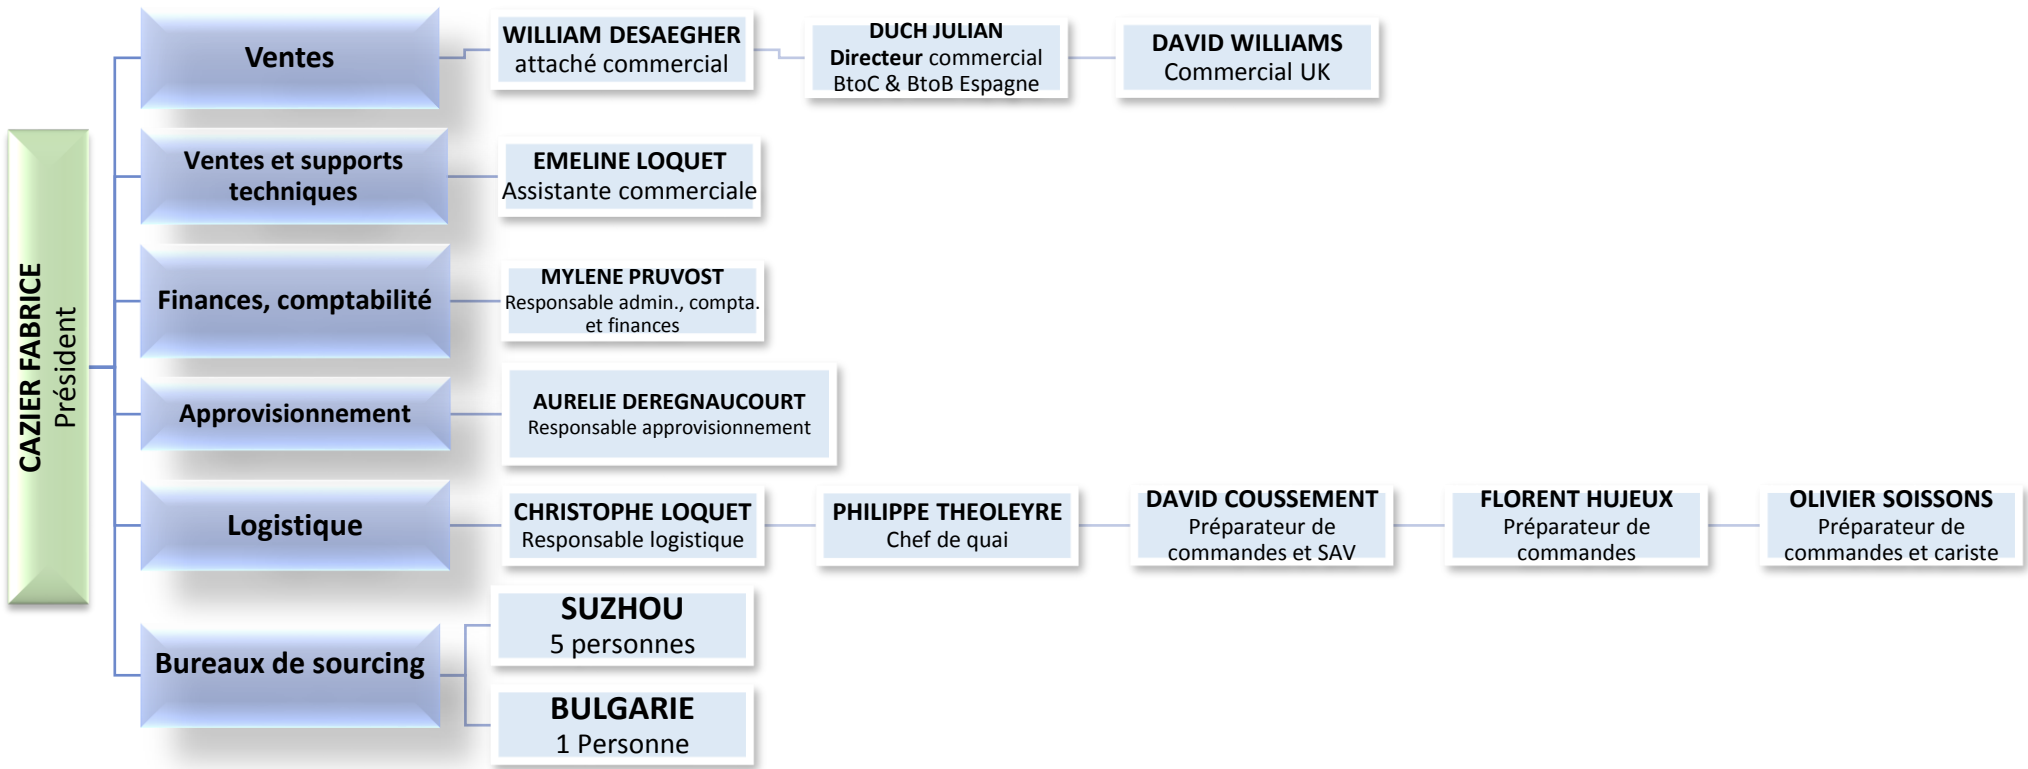 CAZIER FABRICE
Président
Ventes
WILLIAM DESAEGHER
attaché commercial
DUCH JULIAN
Directeur commercial
BtoC & BtoB Espagne
DAVID WILLIAMS
Commercial UK
Ventes et supports
techniques
EMELINE LOQUET
Assistante commerciale
Finances, comptabilité
MYLENE PRUVOST
Responsable admin., compta.
et finances
Approvisionnement
AURELIE DEREGNAUCOURT
Responsable approvisionnement
Logistique
CHRISTOPHE LOQUET
Responsable logistique
PHILIPPE THEOLEYRE
Chef de quai
DAVID COUSSEMENT
Préparateur de
commandes et SAV
FLORENT HUJEUX
Préparateur de
commandes
OLIVIER SOISSONS
Préparateur de
commandes et cariste
Bureaux de sourcing
SUZHOU
5 personnes
BULGARIE
1 Personne